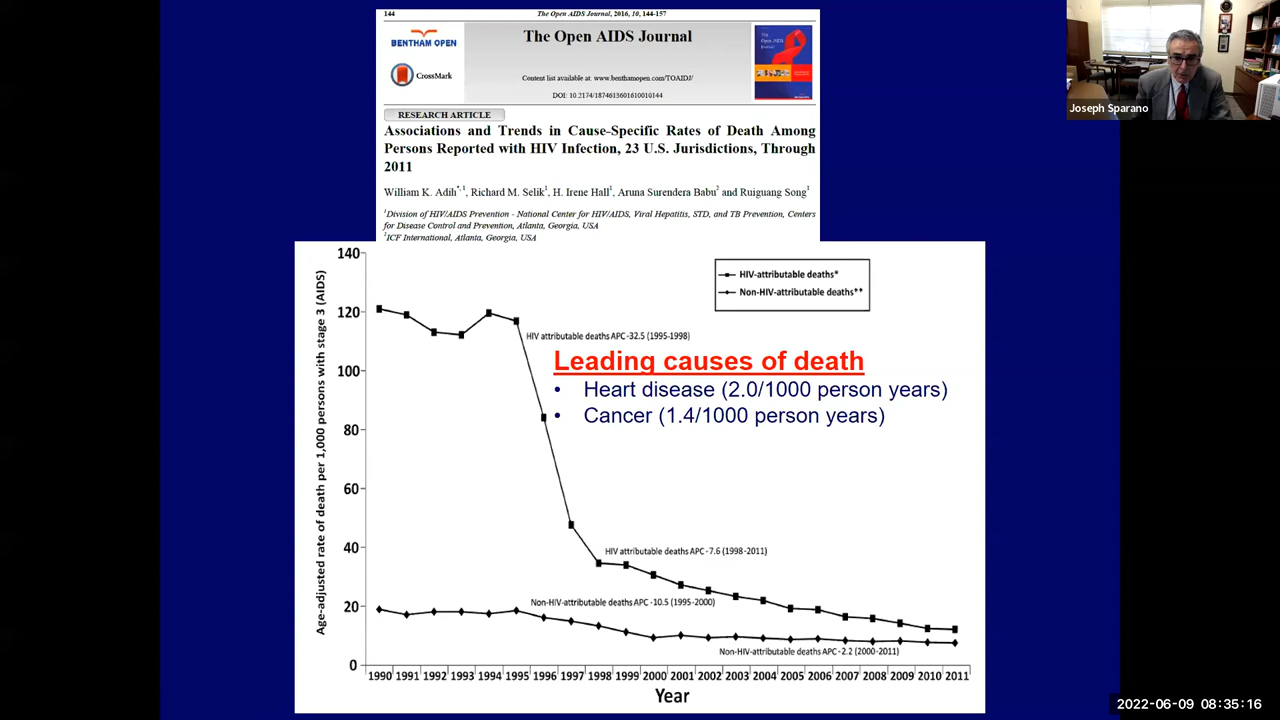 144 The Open AIDS Journal, 2016, 10, 144-157
BENTHAM OPEN
CrossMark
The Open AIDS Journal
Content list available at: www.benthamopen.com/TOAIDJ/
DOI: 10.2174/1874613601610010144
RESEARCH ARTICLE
Associations and Trends in Cause-Specific Rates of Death Among
Persons Reported with HIV Infection, 23 U.S. Jurisdictions, Through
2011
William K. Adih*,1, Richard M. Selik1, H. Irene Hall1, Aruna Surendera Babu2 and Ruiguang Song1
1Division of HIV/AIDS Prevention - National Center for HIV/AIDS, Viral Hepatitis, STD, and TB Prevention, Centers
for Disease Control and Prevention, Atlanta, Georgia, USA
2ICF International, Atlanta, Georgia, USA
Joseph Sparano
Age-adjusted rate of death per 1,000 persons with stage 3 (AIDS)
140
120
100
80
60
40
20
0
HIV-attributable deaths*
Non-HIV-attributable deaths**
HIV attributable deaths APC -32.5 (1995-1998)
Leading causes of death
• Heart disease (2.0/1000 person years)
• Cancer (1.4/1000 person years)
HIV attributable deaths APC -7.6 (1998-2011)
Non-HIV-attributable deaths APC -10.5 (1995-2000)
Non-HIV-attributable deaths APC -2.2 (2000-2011)
1990 1991 1992 1993 1994 1995 1996 1997 1998 1999 2000 2001 2002 2003 2004 2005 2006 2007 2008 2009 2010 2011
Year
2022-06-09 08:35:16